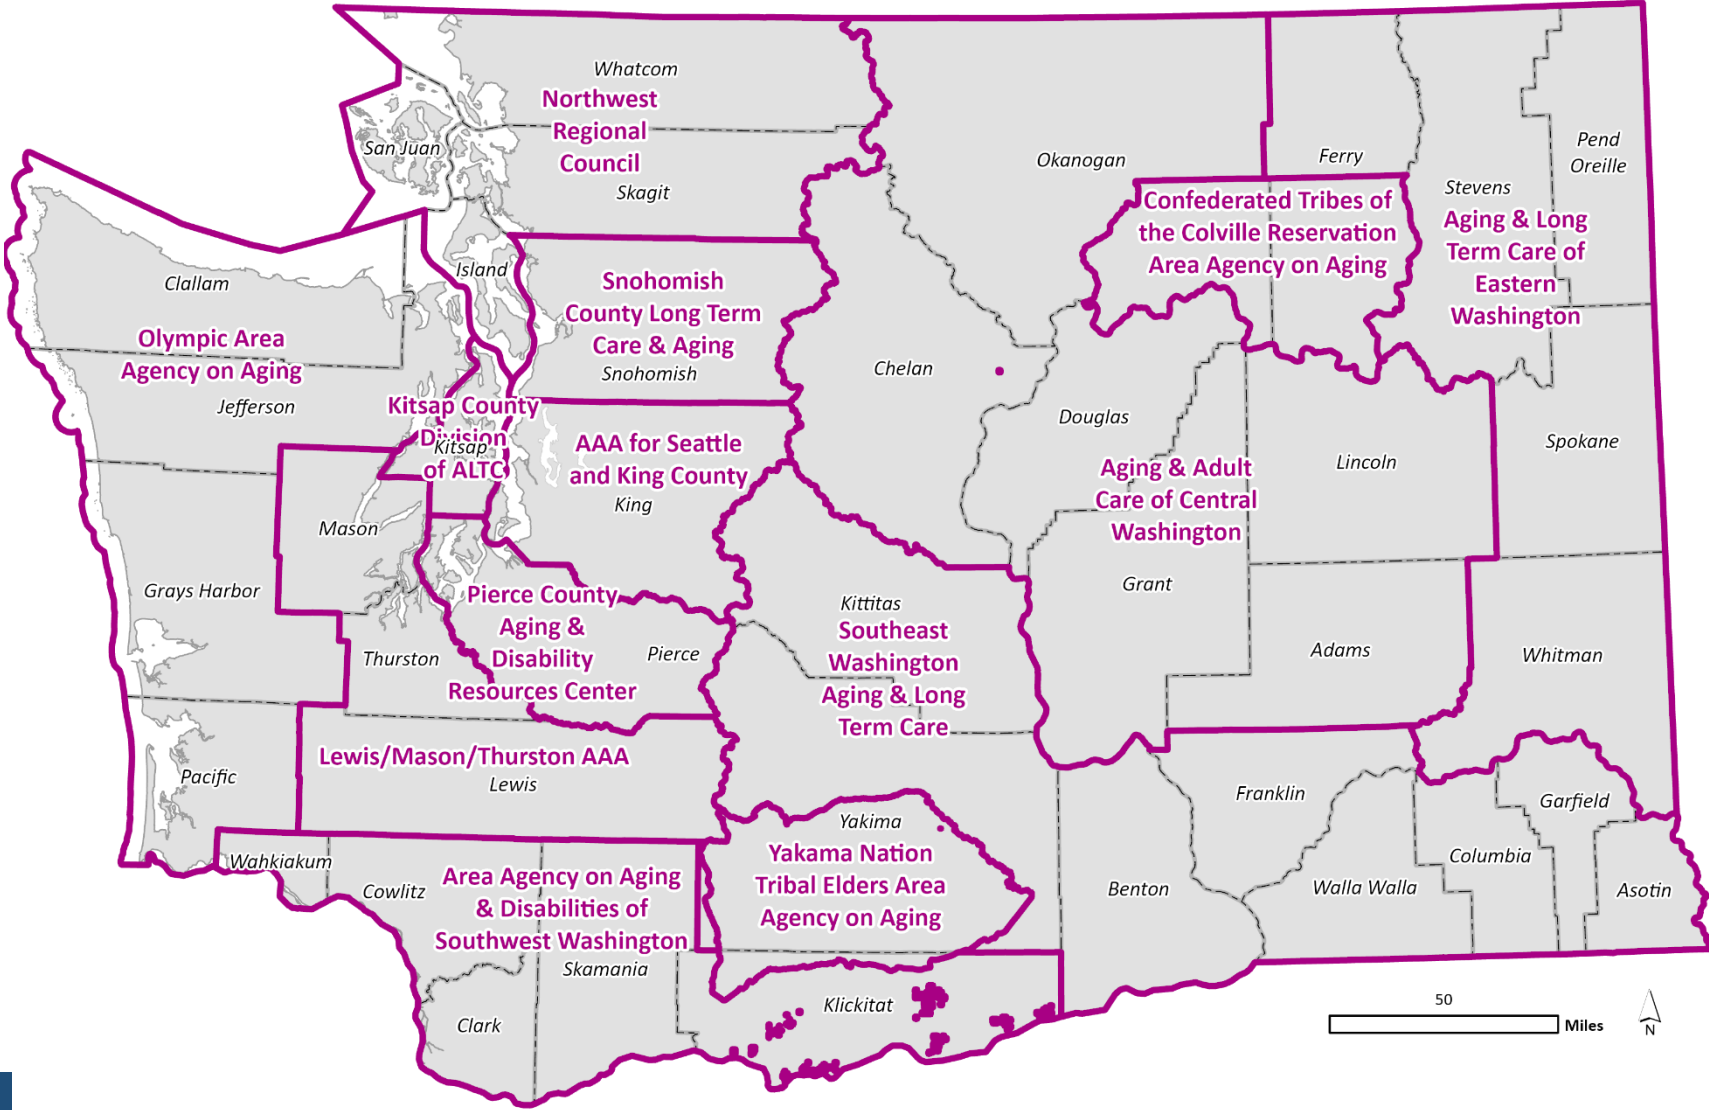 Whatcom
Northwest
Regional
Council
San Juan
Skagit
Okanogan
Ferry
Pend
Oreille
Stevens
Confederated Tribes of
the Colville Reservation
Area Agency on Aging
Aging & Long
Term Care of
Eastern
Washington
Island
Clallam
Snohomish
County Long Term
Care & Aging
Snohomish
Olympic Area
Agency on Aging
Jefferson
Chelan
Douglas
Kitsap County
Division
Kitsap
of ALTC
AAA for Seattle
and King County
King
Aging & Adult
Care of Central
Washington
Lincoln
Spokane
Mason
Grays Harbor
Grant
Pierce County
Aging &
Disability
Resources Center
Pierce
Thurston
Kittitas
Southeast
Washington
Aging & Long
Term Care
Adams
Whitman
Lewis/Mason/Thurston AAA
Lewis
Pacific
Franklin
Garfield
Yakima
Yakama Nation
Tribal Elders Area
Agency on Aging
Wahkiakum
Cowlitz
Area Agency on Aging
& Disabilities of
Southwest Washington
Skamania
Benton
Walla Walla
Columbia
Asotin
Klickitat
Clark
50
Miles
N